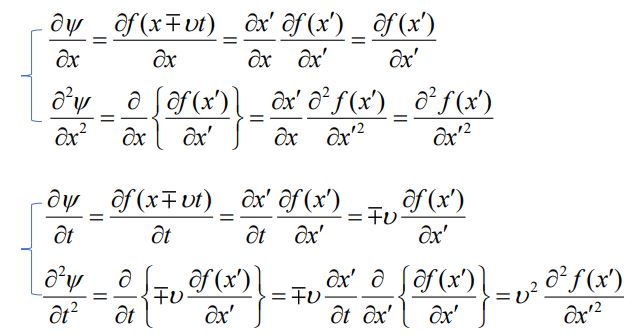 ∂ψ/∂x = ∂f(x∓υt)/∂x = ∂x′/∂x ∂f(x′)/∂x′ = ∂f(x′)/∂x′
∂²ψ/∂x² = ∂/∂x {∂f(x′)/∂x′} = ∂x′/∂x ∂²f(x′)/∂x′² = ∂²f(x′)/∂x′²
∂ψ/∂t = ∂f(x∓υt)/∂t = ∂x′/∂t ∂f(x′)/∂x′ = ∓υ ∂f(x′)/∂x′
∂²ψ/∂t² = ∂/∂t {∓υ ∂f(x′)/∂x′} = ∓υ ∂x′/∂t ∂/∂x′ {∂f(x′)/∂x′} = υ² ∂²f(x′)/∂x′²